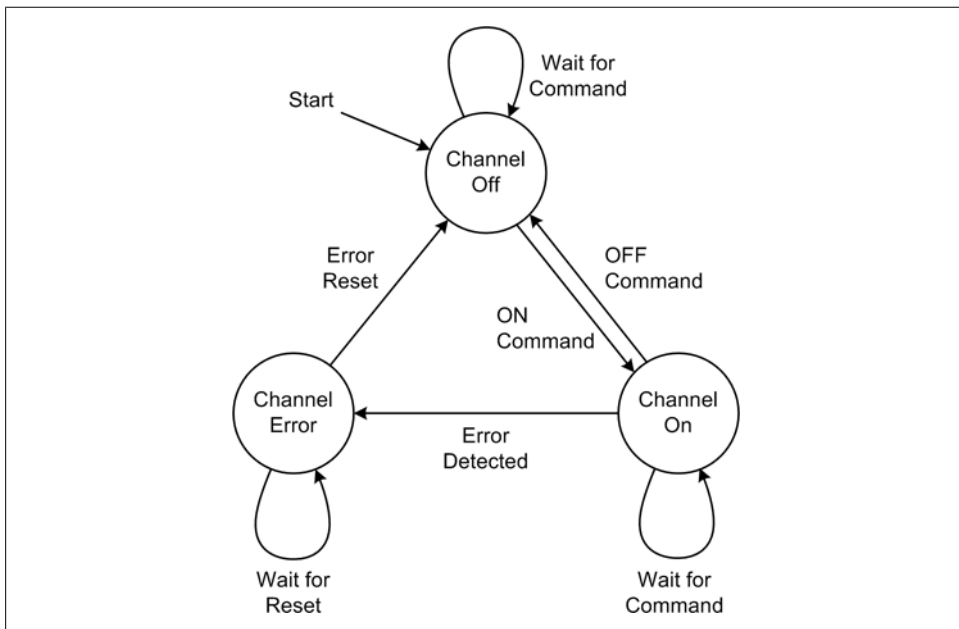 Wait for
Command
Start
Channel
Off
Error
Reset
OFF
Command
ON
Command
Channel
Error
Channel
On
Error
Detected
Wait for
Reset
Wait for
Command